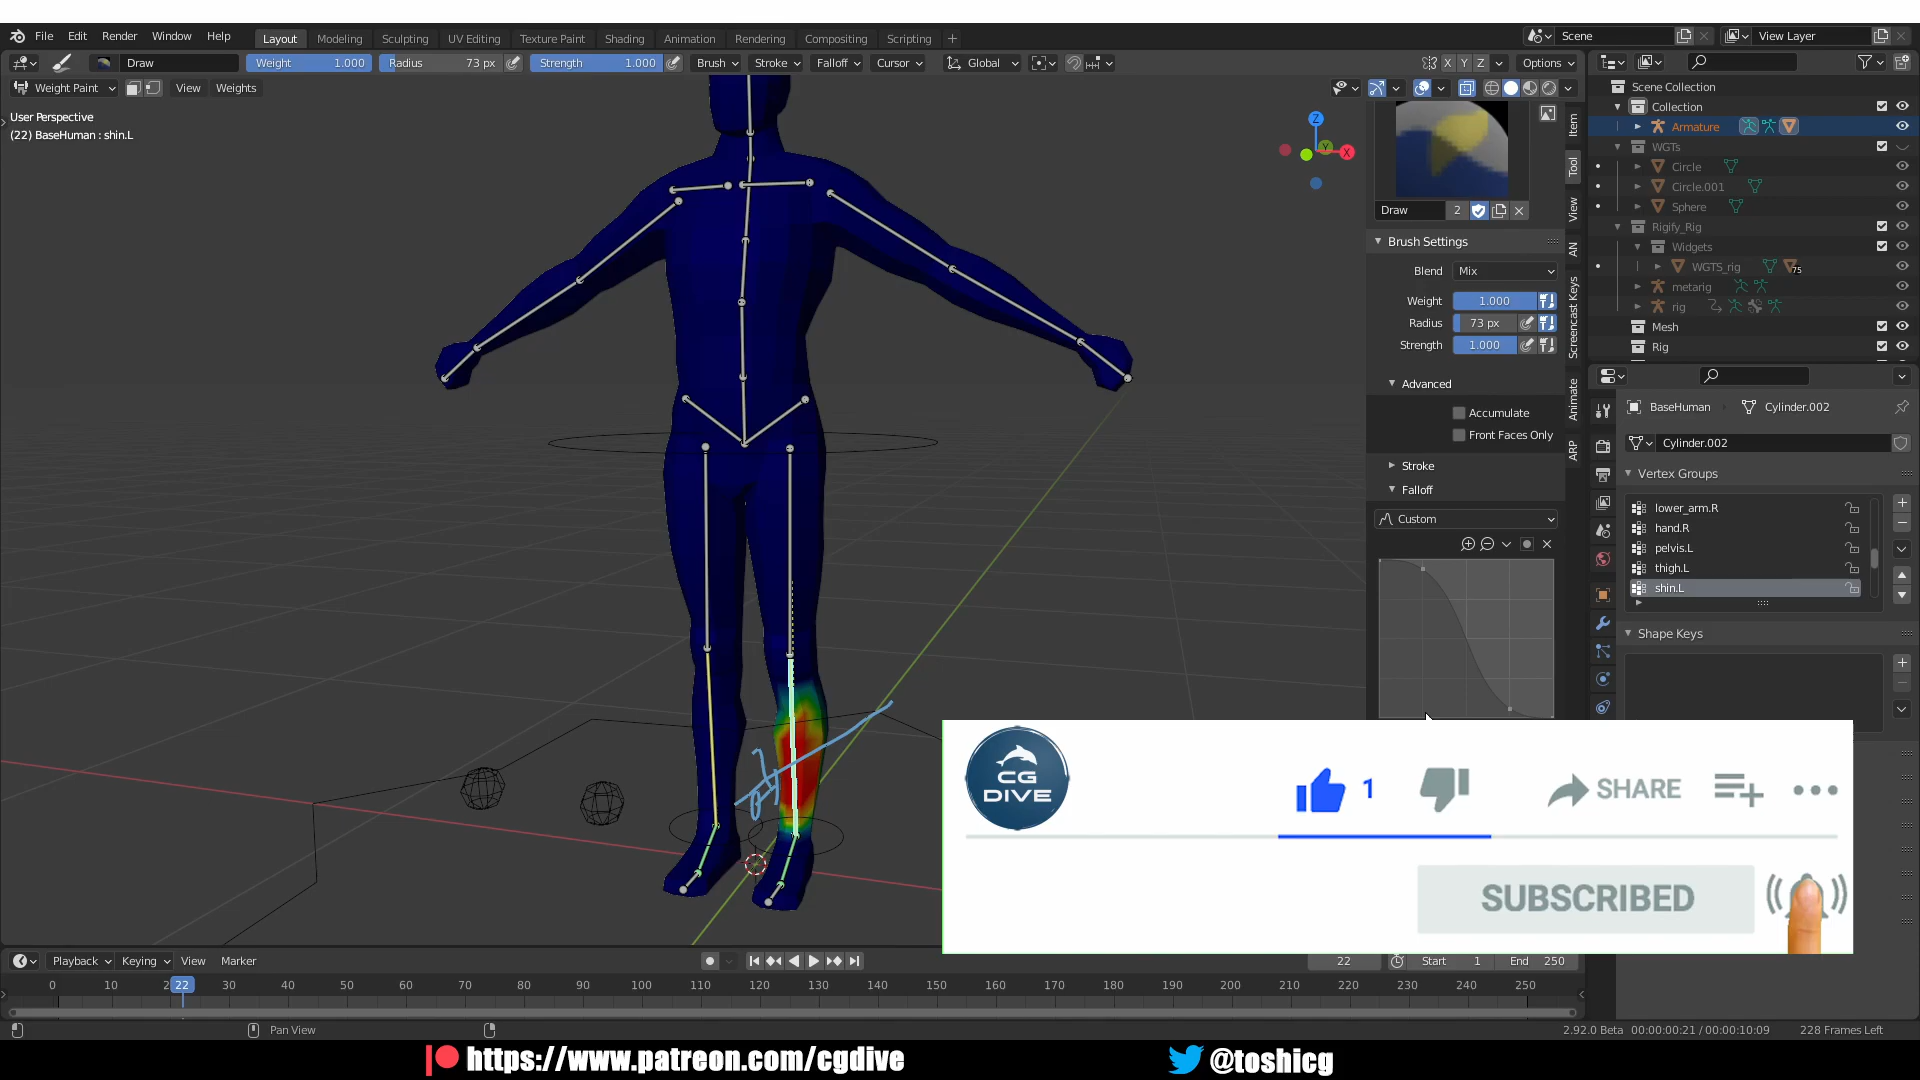 File Edit Render Window Help Layout Modeling Sculpting UV Editing Texture Paint Shading Animation Rendering Compositing Scripting + Scene View Layer
Draw Weight 1.000 Radius 73 px Strength 1.000 Brush Stroke Falloff Cursor Global X Y Z Options
Weight Paint View Weights
User Perspective
(22) BaseHuman : shin.L
Z
Y
X
Draw 2
Brush Settings
Blend Mix
Weight 1.000
Radius 73 px
Strength 1.000
Advanced
Accumulate
Front Faces Only
Stroke
Falloff
Custom
Item
Tool
View
AN
Screencast Keys
Animate
ARP
Scene Collection
Collection
Armature
WGTs
Circle
Circle.001
Sphere
Rigify_Rig
Widgets
WGTS_rig 75
metarig
rig
Mesh
Rig
BaseHuman Cylinder.002
Cylinder.002
Vertex Groups
lower_arm.R
hand.R
pelvis.L
thigh.L
shin.L
Shape Keys
CG
DIVE
1 SHARE
SUBSCRIBED
Playback Keying View Marker 22 Start 1 End 250
0 10 2 22 30 40 50 60 70 80 90 100 110 120 130 140 150 160 170 180 190 200 210 220 230 240 250
Pan View 2.92.0 Beta 00:00:00:21 / 00:00:10:09 228 Frames Left
https://www.patreon.com/cgdive @toshicg